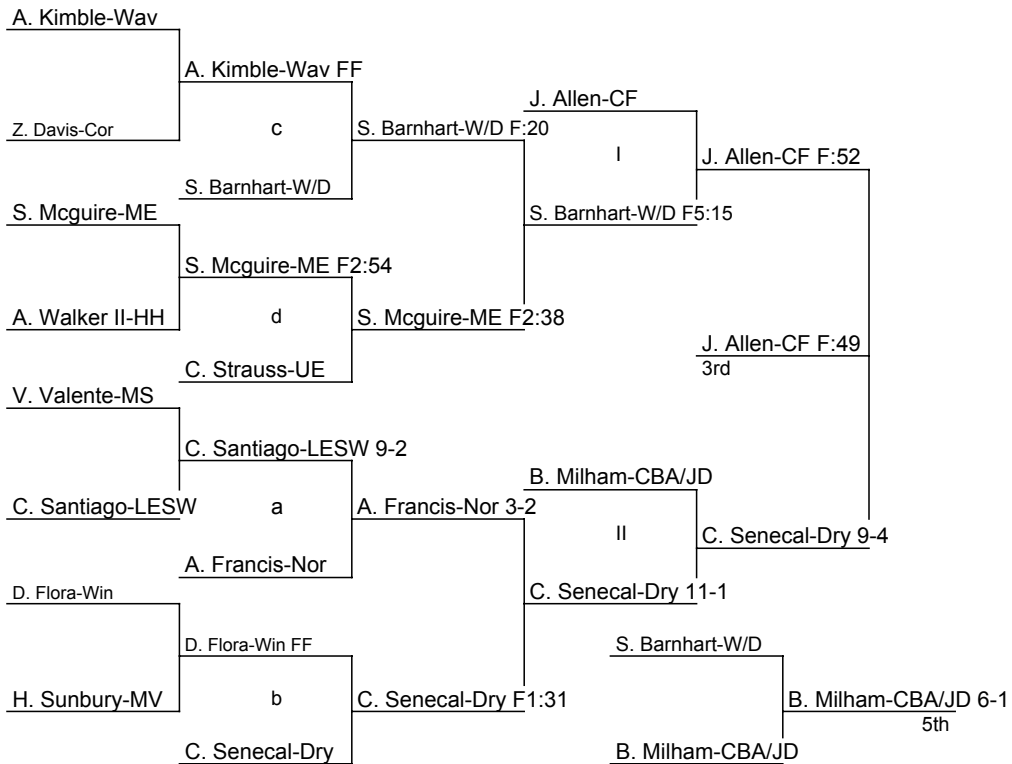 A. Kimble-Wav
A. Kimble-Wav FF
J. Allen-CF
Z. Davis-Cor
c
S. Barnhart-W/D F:20
I
J. Allen-CF F:52
S. Barnhart-W/D
S. Mcguire-ME
S. Barnhart-W/D F5:15
S. Mcguire-ME F2:54
A. Walker II-HH
d
S. Mcguire-ME F2:38
J. Allen-CF F:49
3rd
C. Strauss-UE
V. Valente-MS
C. Santiago-LESW 9-2
B. Milham-CBA/JD
C. Santiago-LESW
a
A. Francis-Nor 3-2
II
C. Senecal-Dry 9-4
A. Francis-Nor
D. Flora-Win
C. Senecal-Dry 11-1
D. Flora-Win FF
S. Barnhart-W/D
H. Sunbury-MV
b
C. Senecal-Dry F1:31
B. Milham-CBA/JD 6-1
5th
C. Senecal-Dry
B. Milham-CBA/JD